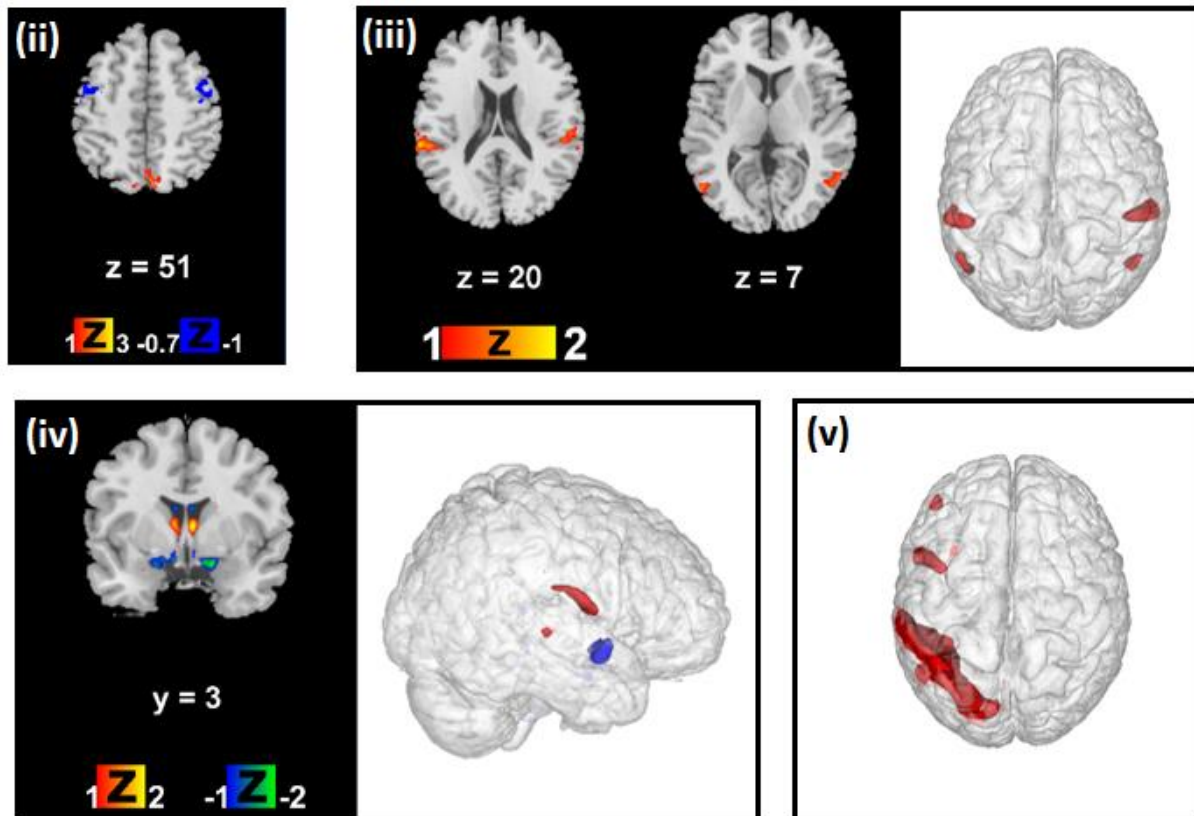 (ii)
z = 51
1 Z 3 -0.7 Z -1
(iii)
z = 20
z = 7
1 Z 2
(iv)
y = 3
1 Z 2 -1 Z -2
(v)